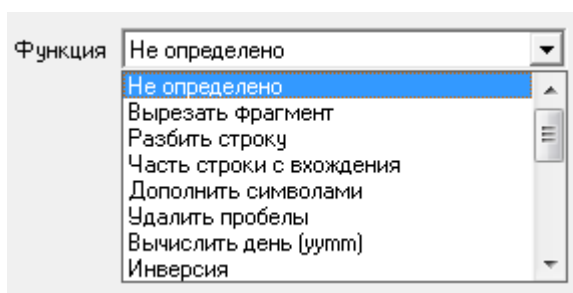 Функция Не определено
Не определено
Вырезать фрагмент
Разбить строку
Часть строки с вхождения
Дополнить символами
Удалить пробелы
Вычислить день (yymm)
Инверсия